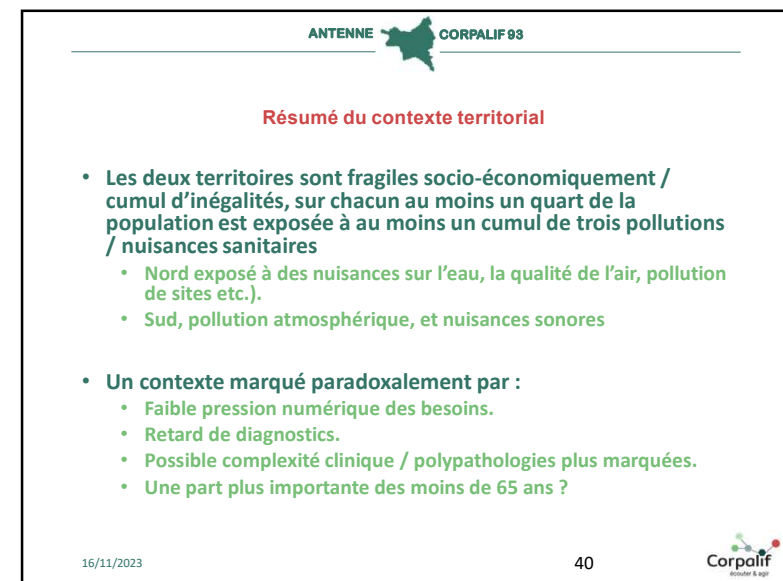 ANTENNE CORPALIF 93
Résumé du contexte territorial
• Les deux territoires sont fragiles socio-économiquement /
cumul d’inégalités, sur chacun au moins un quart de la
population est exposée à au moins un cumul de trois pollutions
/ nuisances sanitaires
• Nord exposé à des nuisances sur l’eau, la qualité de l’air, pollution
de sites etc.).
• Sud, pollution atmosphérique, et nuisances sonores
• Un contexte marqué paradoxalement par :
• Faible pression numérique des besoins.
• Retard de diagnostics.
• Possible complexité clinique / polypathologies plus marquées.
• Une part plus importante des moins de 65 ans ?
16/11/2023
40
Corpalif
écouter & agir